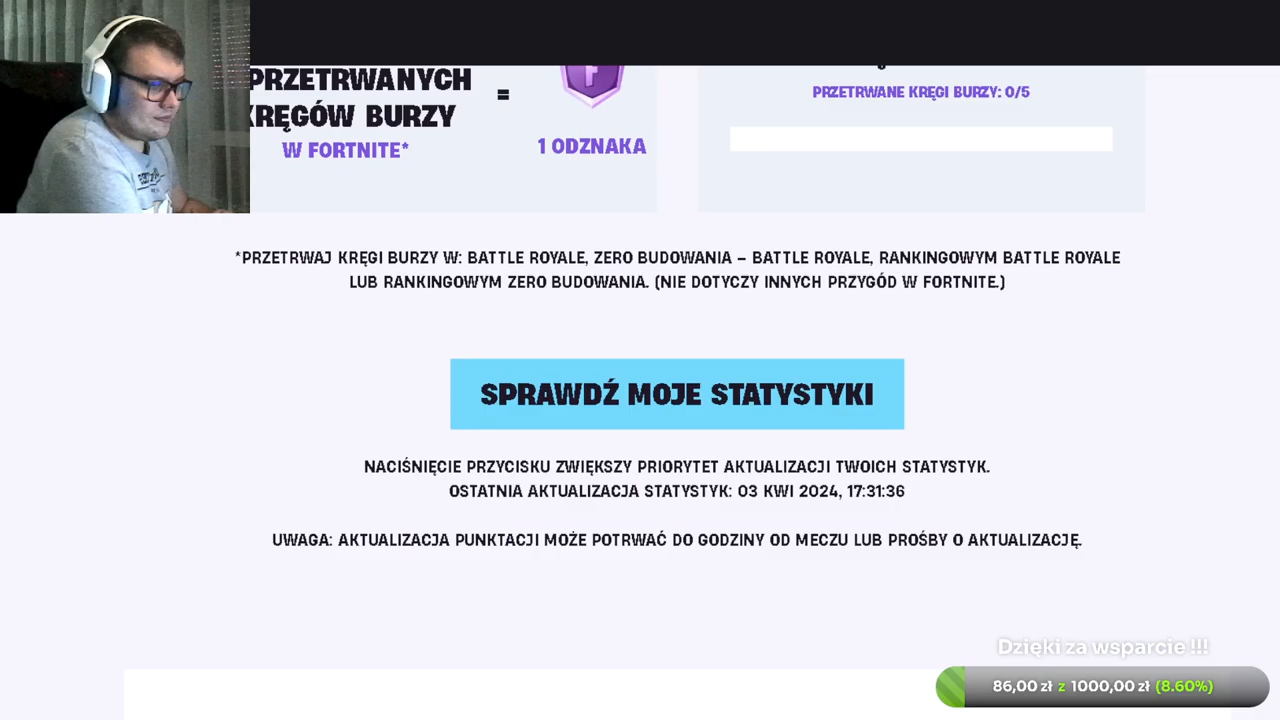 PRZETRWANYCH
KRĘGÓW BURZY
W FORTNITE*
=
1 ODZNAKA
PRZETRWANE KRĘGI BURZY: 0/5
*PRZETRWAJ KRĘGI BURZY W: BATTLE ROYALE, ZERO BUDOWANIA – BATTLE ROYALE, RANKINGOWYM BATTLE ROYALE
LUB RANKINGOWYM ZERO BUDOWANIA. (NIE DOTYCZY INNYCH PRZYGÓD W FORTNITE.)
SPRAWDŹ MOJE STATYSTYKI
NACIŚNIĘCIE PRZYCISKU ZWIĘKSZY PRIORYTET AKTUALIZACJI TWOICH STATYSTYK.
OSTATNIA AKTUALIZACJA STATYSTYK: 03 KWI 2024, 17:31:36
UWAGA: AKTUALIZACJA PUNKTACJI MOŻE POTRWAĆ DO GODZINY OD MECZU LUB PROŚBY O AKTUALIZACJĘ.
Dzięki za wsparcie !!!
86,00 zł z 1000,00 zł (8.60%)